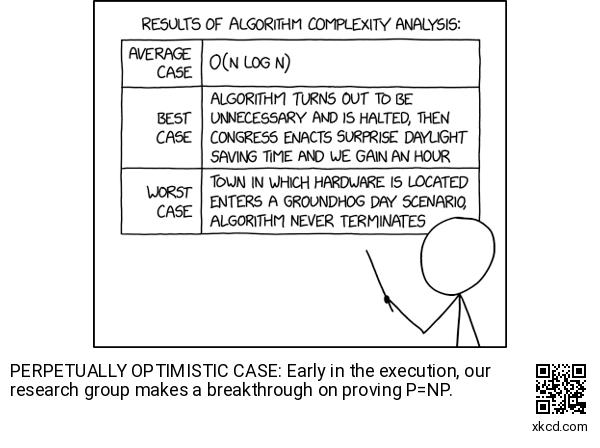 RESULTS OF ALGORITHM COMPLEXITY ANALYSIS:
AVERAGE
CASE
O(N LOG N)
BEST
CASE
ALGORITHM TURNS OUT TO BE
UNNECESSARY AND IS HALTED, THEN
CONGRESS ENACTS SURPRISE DAYLIGHT
SAVING TIME AND WE GAIN AN HOUR
WORST
CASE
TOWN IN WHICH HARDWARE IS LOCATED
ENTERS A GROUNDHOG DAY SCENARIO,
ALGORITHM NEVER TERMINATES
PERPETUALLY OPTIMISTIC CASE: Early in the execution, our
research group makes a breakthrough on proving P=NP.
xkcd.com